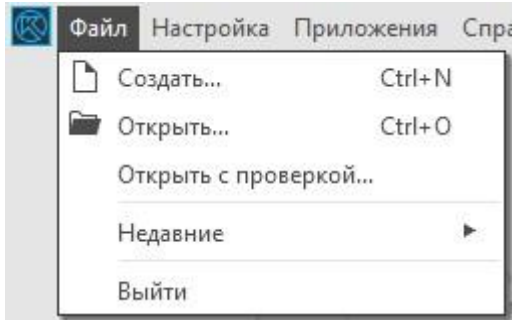 Файл Настройка Приложения
Создать... Ctrl+N
Открыть... Ctrl+O
Открыть с проверкой...
Недавние
Выйти